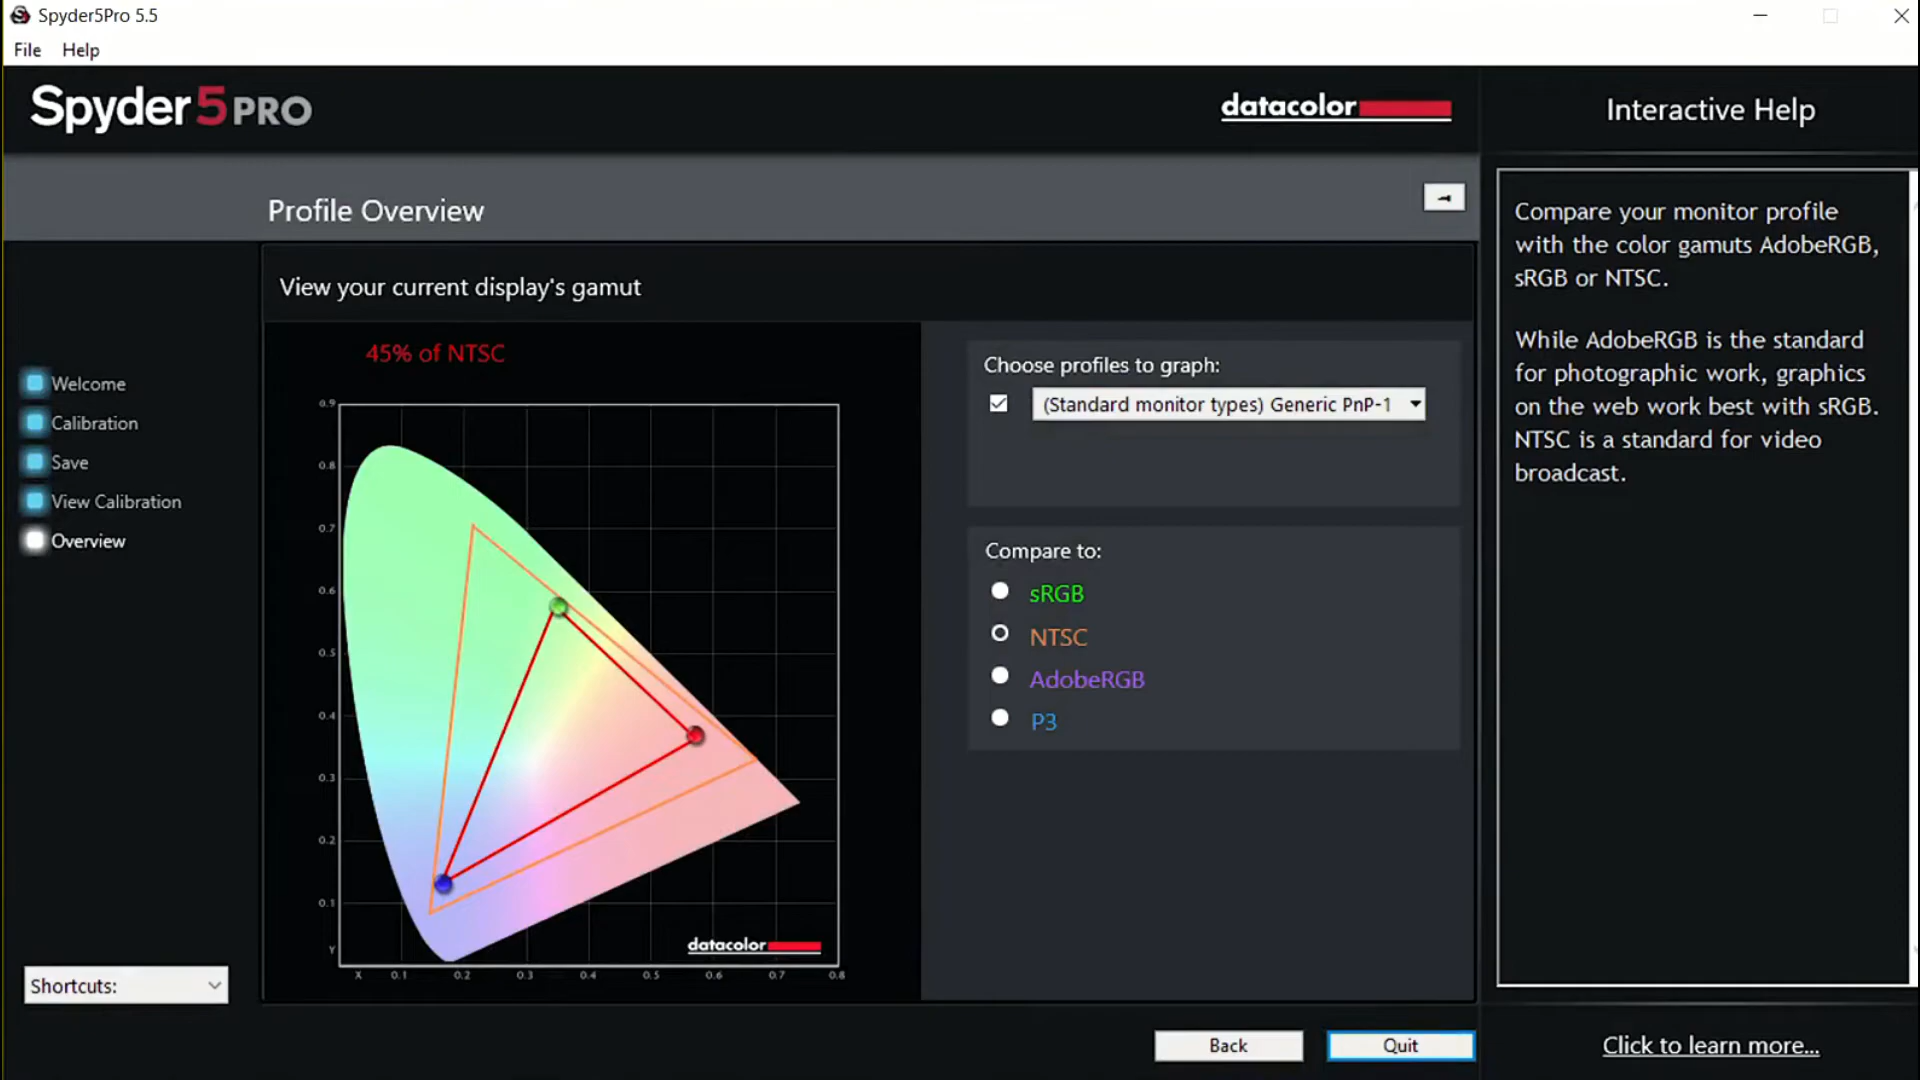 Spyder5Pro 5.5
File Help
Spyder5PRO
datacolor
Interactive Help
Profile Overview
View your current display's gamut
45% of NTSC
Welcome
Calibration
Save
View Calibration
Overview
Shortcuts:
0.9
0.8
0.7
0.6
0.5
0.4
0.3
0.2
0.1
Y
X 0.1 0.2 0.3 0.4 0.5 0.6 0.7 0.8
datacolor
Choose profiles to graph:
(Standard monitor types) Generic PnP-1
Compare to:
sRGB
NTSC
AdobeRGB
P3
Compare your monitor profile
with the color gamuts AdobeRGB,
sRGB or NTSC.
While AdobeRGB is the standard
for photographic work, graphics
on the web work best with sRGB.
NTSC is a standard for video
broadcast.
Back
Quit
Click to learn more...